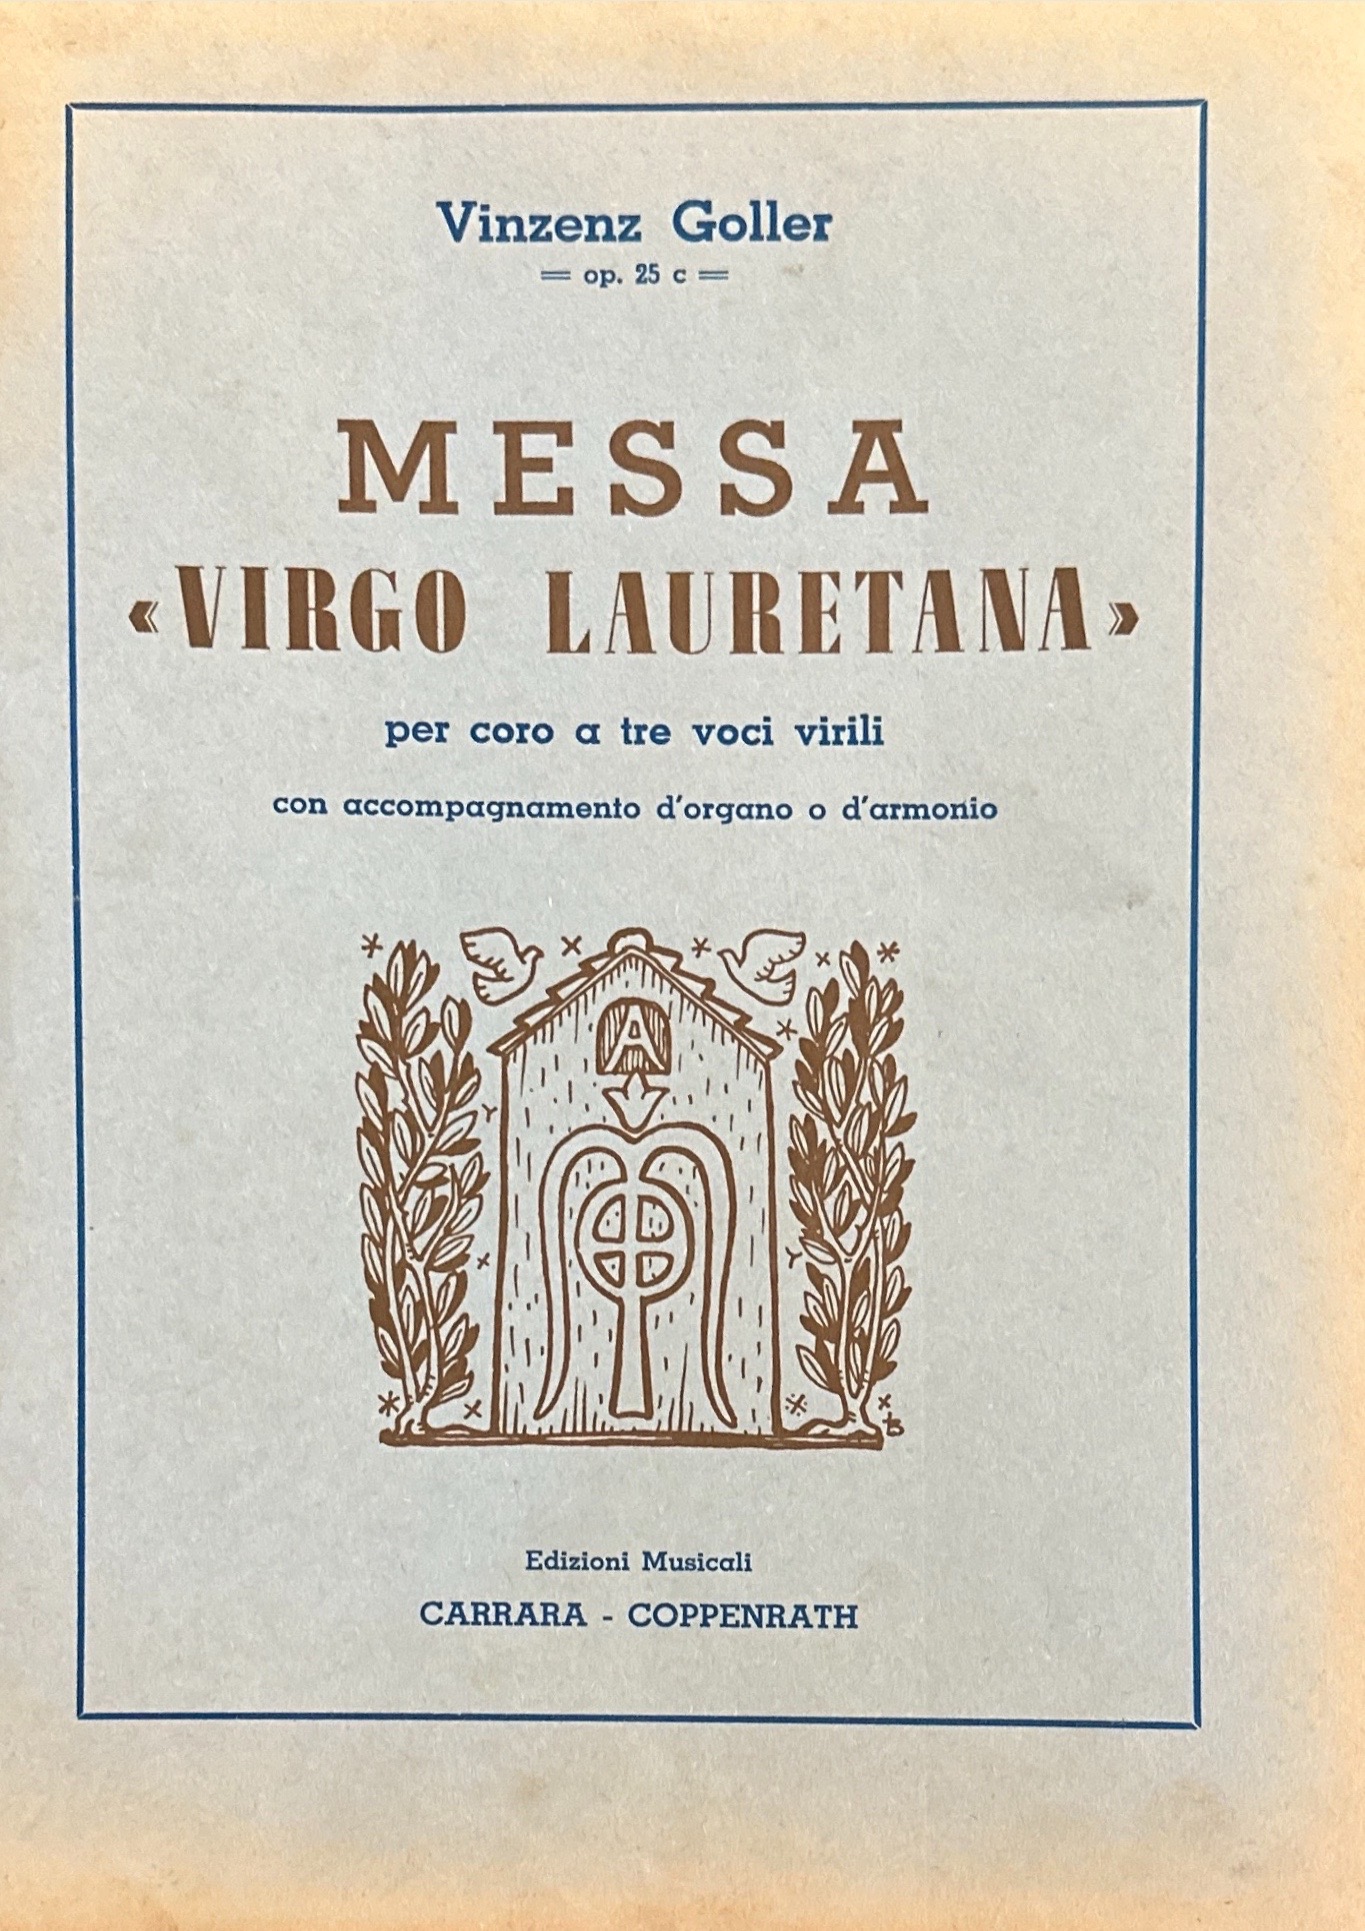 Vinzenz Goller
= op. 25 c =
MESSA
«VIRGO LAURETANA»
per coro a tre voci virili
con accompagnamento d'organo o d'armonio
A
Edizioni Musicali
CARRARA - COPPENRATH